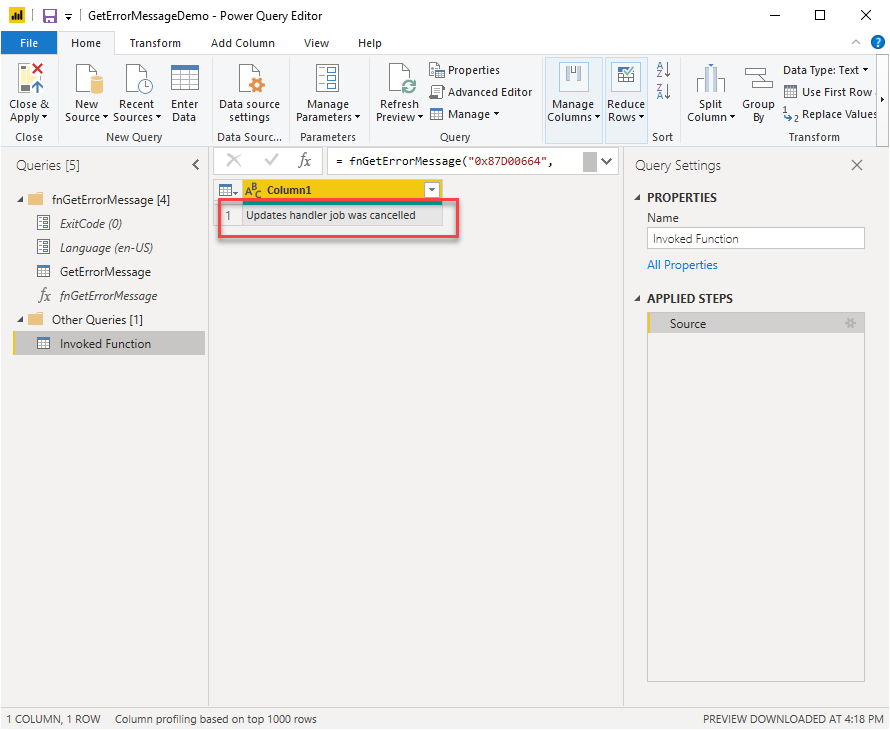 GetErrorMessageDemo - Power Query Editor
File
Home
Transform
Add Column
View
Help
Close &
Apply
Close
New
Source
Recent
Sources
Enter
Data
New Query
Data source
settings
Data Sourc...
Manage
Parameters
Parameters
Refresh
Preview
Properties
Advanced Editor
Manage
Query
Manage
Columns
Reduce
Rows
Sort
Split
Column
Group
By
Data Type: Text
Use First Row
Replace Values
Transform
Queries [5]
fnGetErrorMessage [4]
ExitCode (0)
Language (en-US)
GetErrorMessage
fx fnGetErrorMessage
Other Queries [1]
Invoked Function
fx
= fnGetErrorMessage("0x87D00664",
ABC Column1
1 Updates handler job was cancelled
Query Settings
PROPERTIES
Name
Invoked Function
All Properties
APPLIED STEPS
Source
1 COLUMN, 1 ROW Column profiling based on top 1000 rows
PREVIEW DOWNLOADED AT 4:18 PM